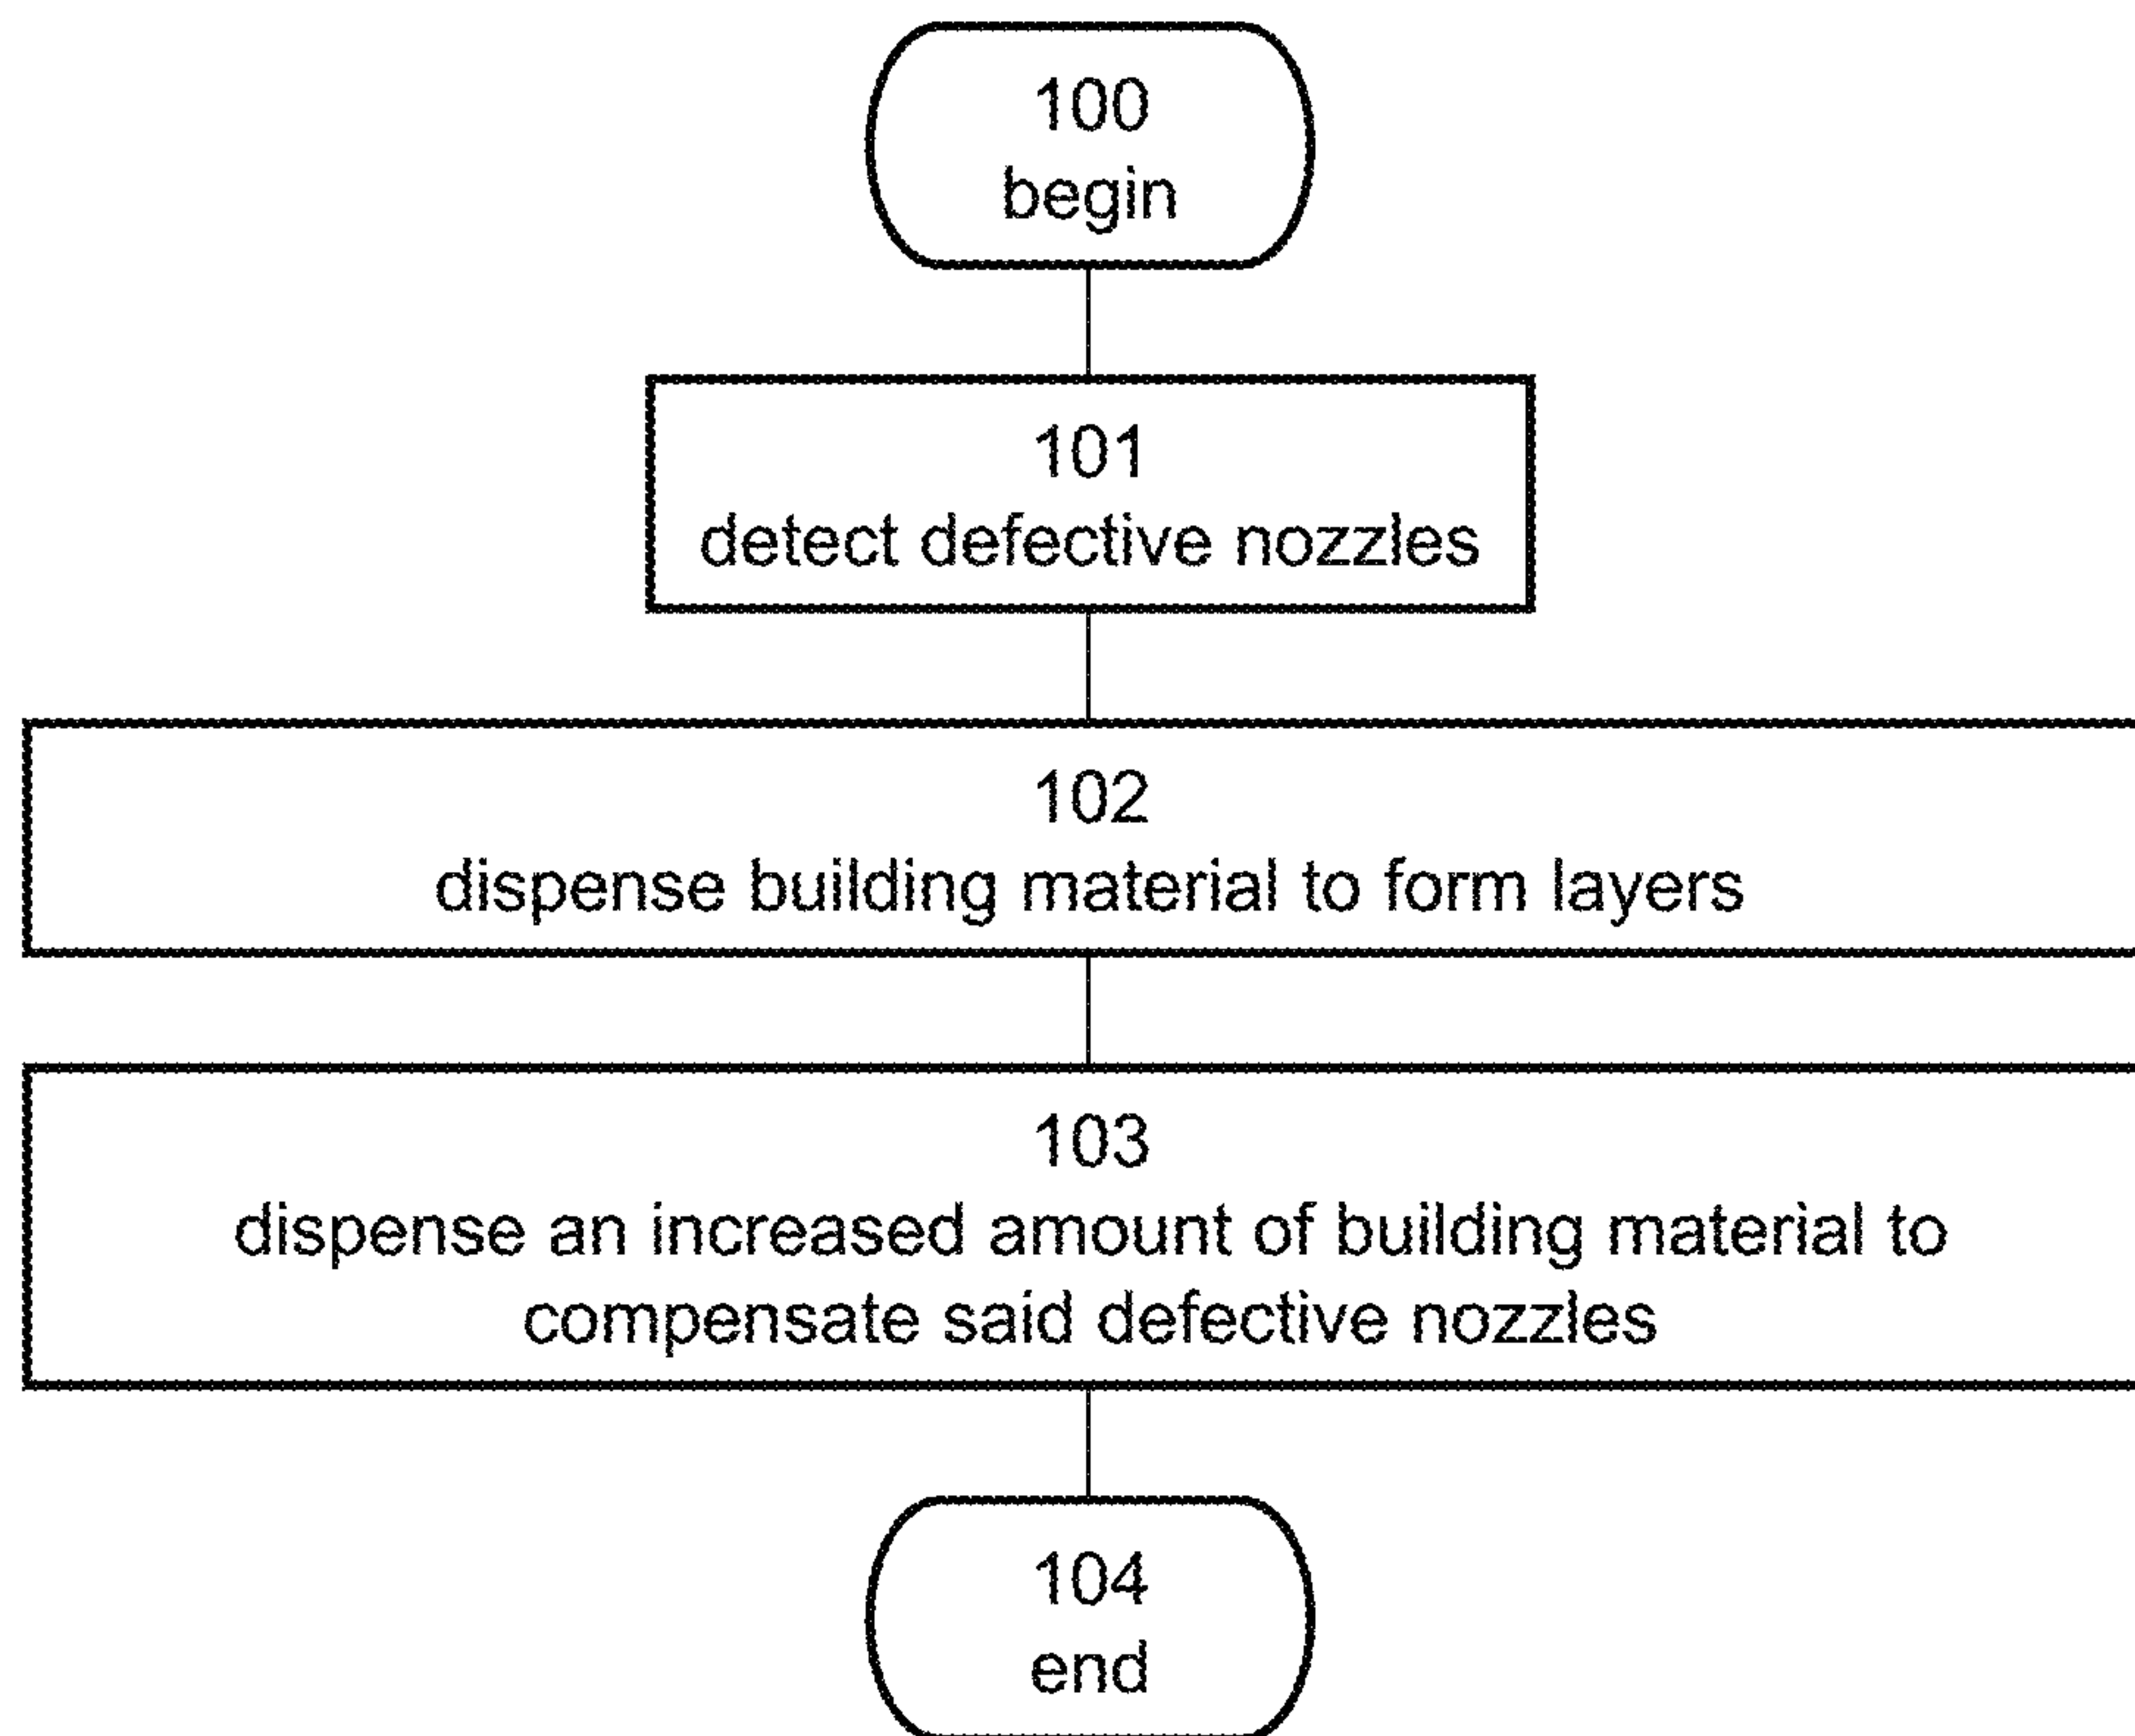 100
begin
101
detect defective nozzles
102
dispense building material to form layers
103
dispense an increased amount of building material to
compensate said defective nozzles
104
end